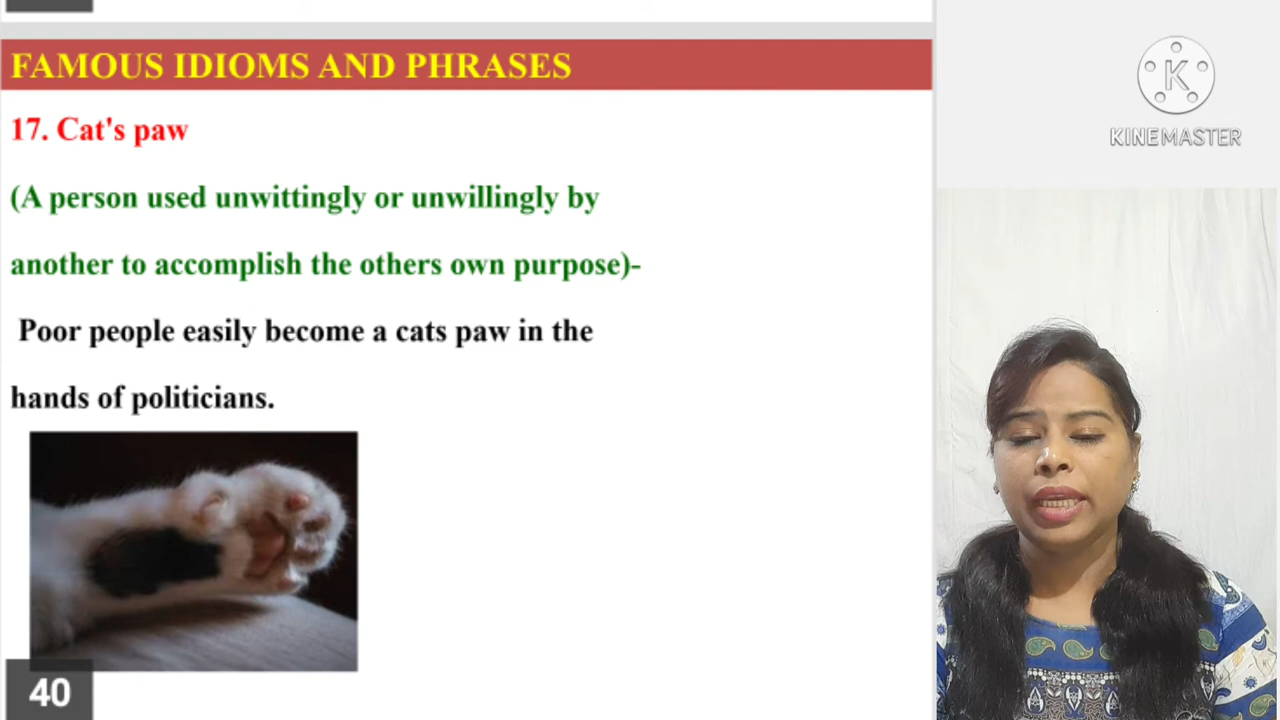 FAMOUS IDIOMS AND PHRASES
17. Cat's paw
(A person used unwittingly or unwillingly by
another to accomplish the others own purpose)-
Poor people easily become a cats paw in the
hands of politicians.
40
K
KINEMASTER